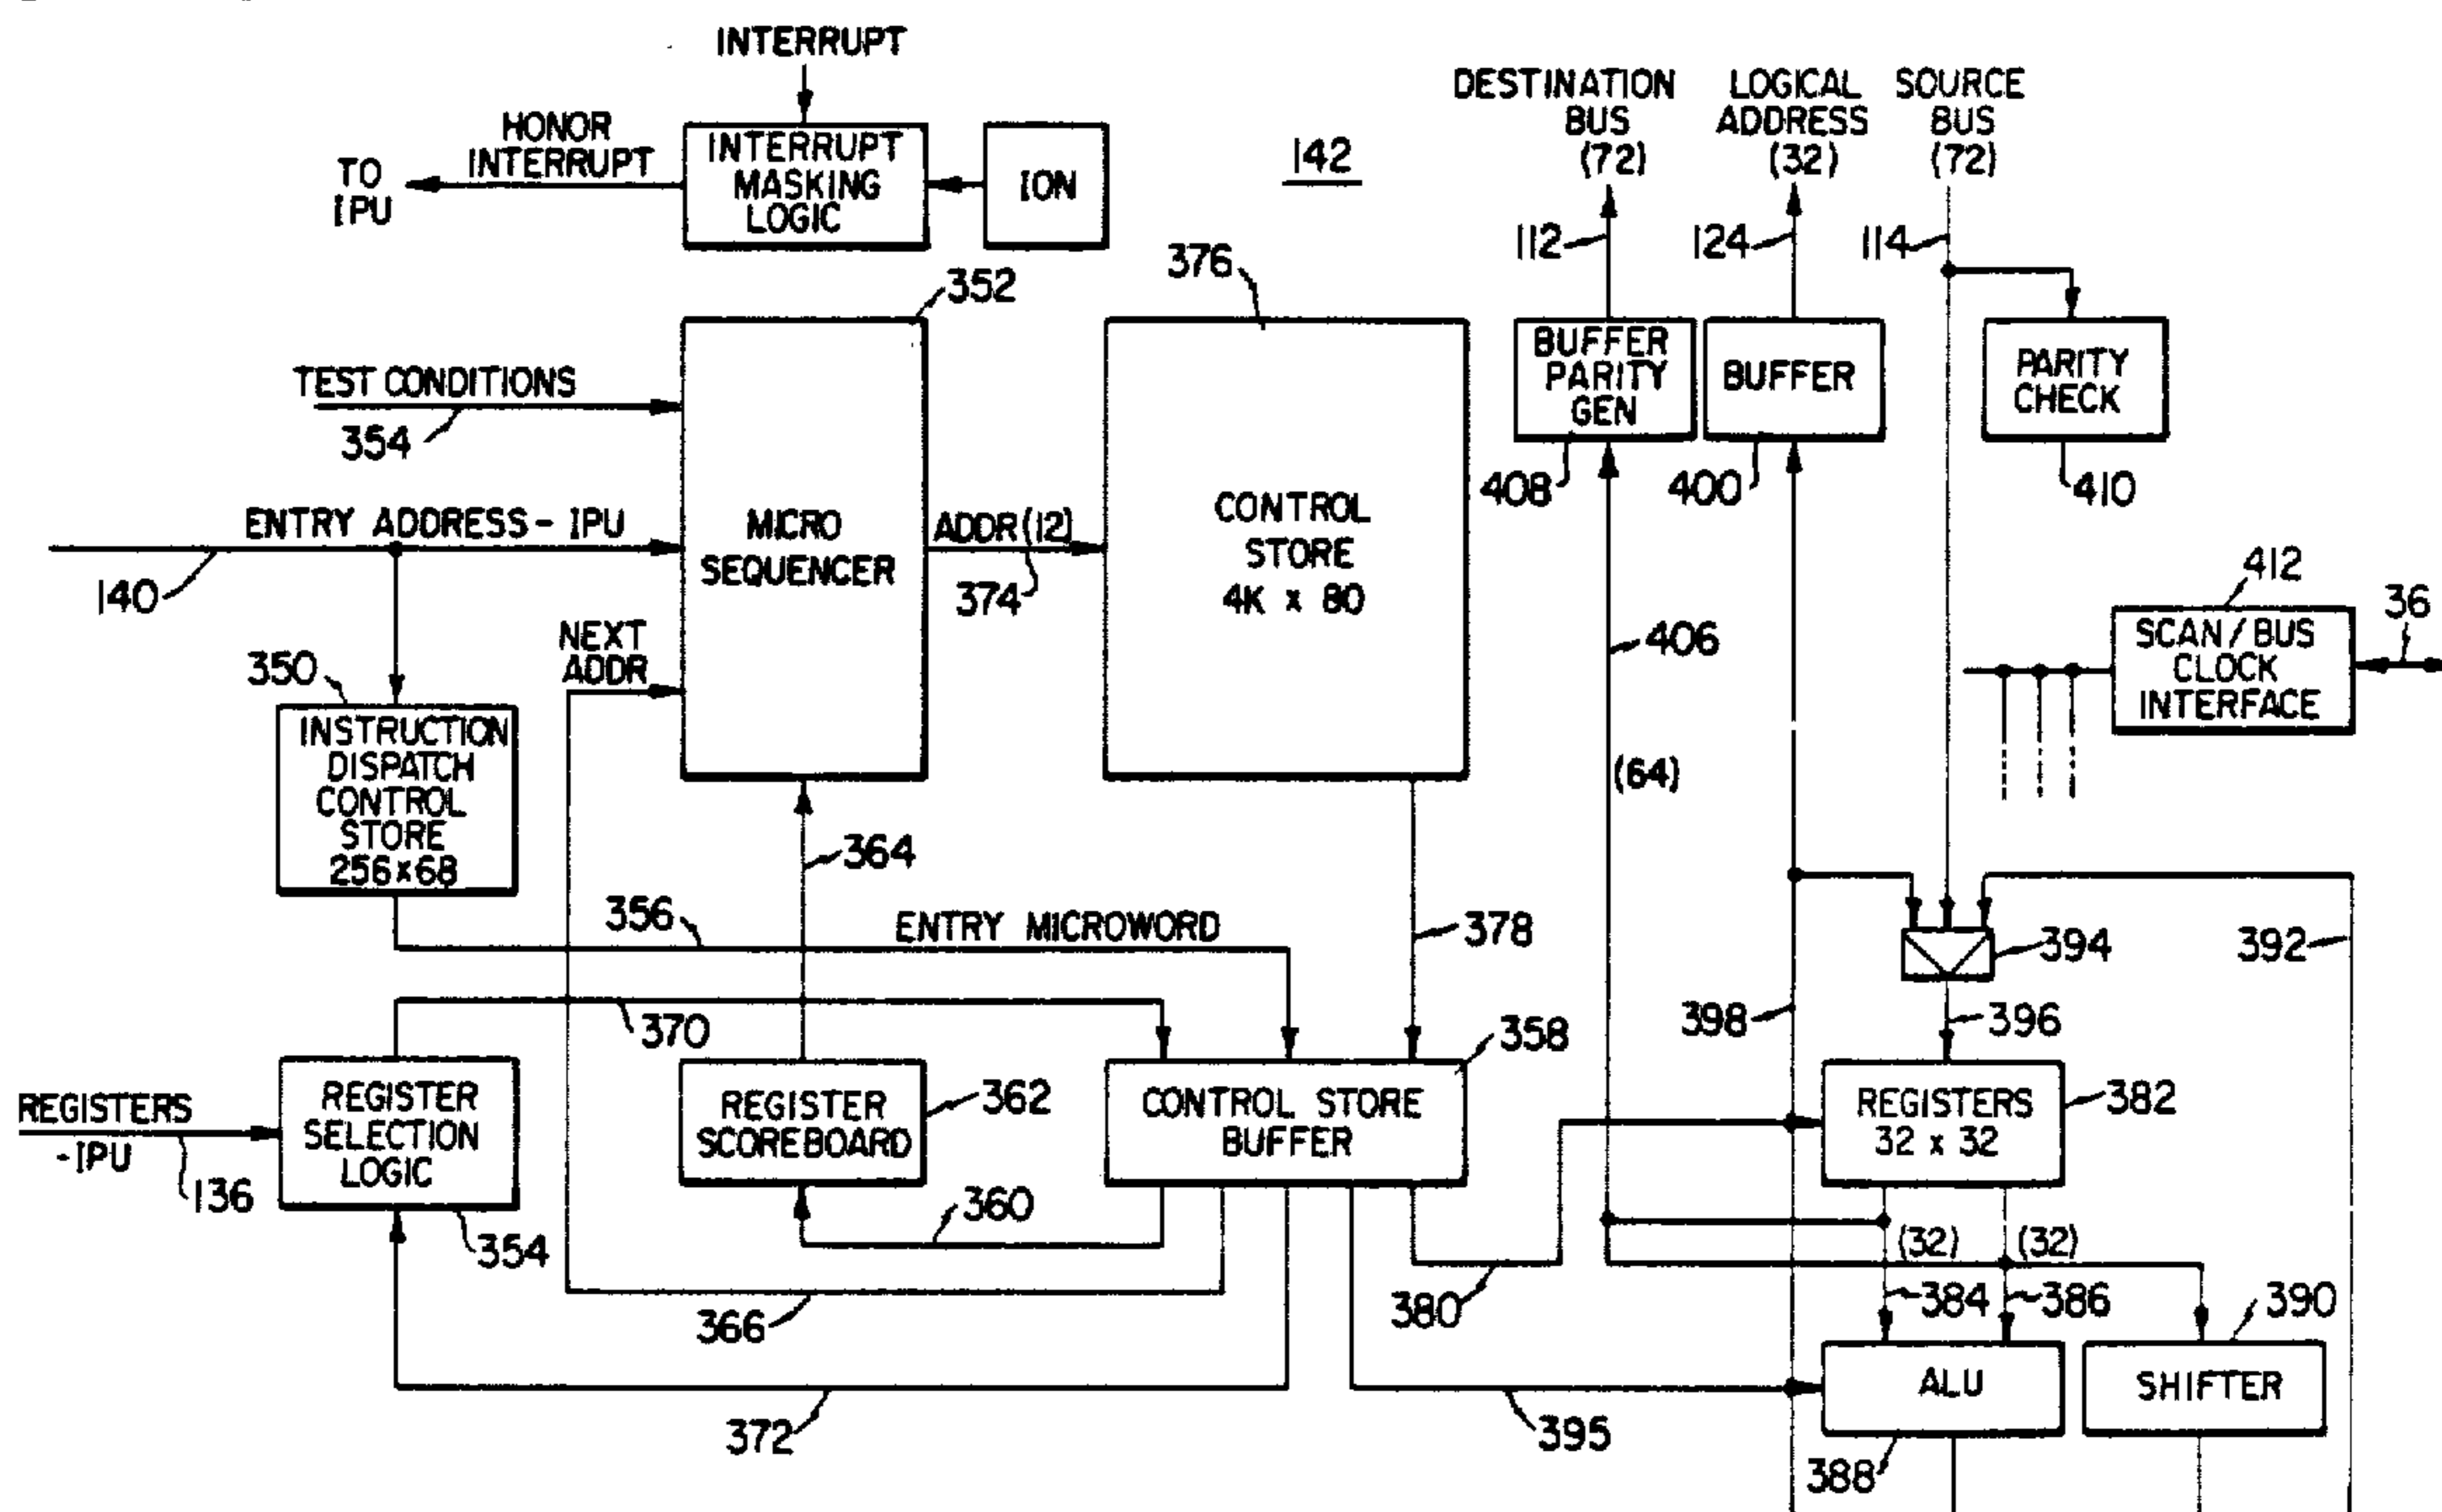 INTERRUPT
HONOR
INTERRUPT
TO
IPU
INTERRUPT
MASKING
LOGIC
ION
142
DESTINATION
BUS
(72)
LOGICAL
ADDRESS
(32)
SOURCE
BUS
(72)
112
124
114
352
376
TEST CONDITIONS
354
BUFFER
PARITY
GEN
BUFFER
PARITY
CHECK
408
400
410
ENTRY ADDRESS - IPU
140
MICRO
SEQUENCER
ADDR (12)
374
CONTROL
STORE
4K x 80
NEXT
ADDR
406
412
36
SCAN / BUS
CLOCK
INTERFACE
350
INSTRUCTION
DISPATCH
CONTROL
STORE
256 x 68
(64)
364
356
ENTRY MICROWORD
378
394
392
370
398
396
358
REGISTERS
-IPU
136
REGISTER
SELECTION
LOGIC
354
REGISTER
SCOREBOARD
362
CONTROL STORE
BUFFER
REGISTERS
32 x 32
382
360
(32)
(32)
366
380
384
386
390
372
395
ALU
SHIFTER
388